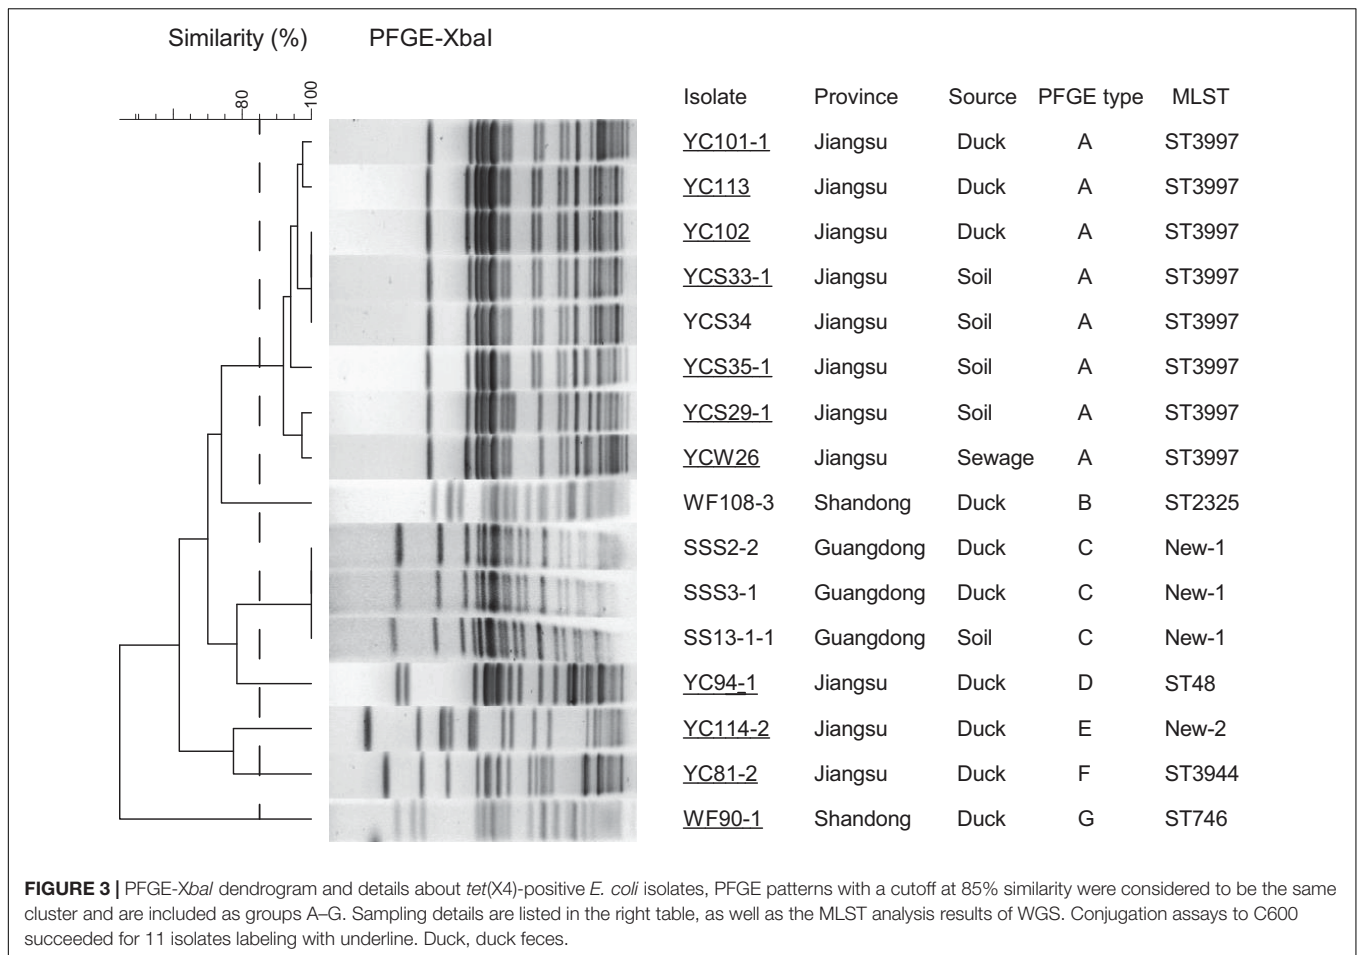 Similarity (%) PFGE-XbaI
80 100
Isolate Province Source PFGE type MLST
YC101-1 Jiangsu Duck A ST3997
YC113 Jiangsu Duck A ST3997
YC102 Jiangsu Duck A ST3997
YCS33-1 Jiangsu Soil A ST3997
YCS34 Jiangsu Soil A ST3997
YCS35-1 Jiangsu Soil A ST3997
YCS29-1 Jiangsu Soil A ST3997
YCW26 Jiangsu Sewage A ST3997
WF108-3 Shandong Duck B ST2325
SSS2-2 Guangdong Duck C New-1
SSS3-1 Guangdong Duck C New-1
SS13-1-1 Guangdong Soil C New-1
YC94-1 Jiangsu Duck D ST48
YC114-2 Jiangsu Duck E New-2
YC81-2 Jiangsu Duck F ST3944
WF90-1 Shandong Duck G ST746
FIGURE 3 | PFGE-XbaI dendrogram and details about tet(X4)-positive E. coli isolates, PFGE patterns with a cutoff at 85% similarity were considered to be the same
cluster and are included as groups A–G. Sampling details are listed in the right table, as well as the MLST analysis results of WGS. Conjugation assays to C600
succeeded for 11 isolates labeling with underline. Duck, duck feces.